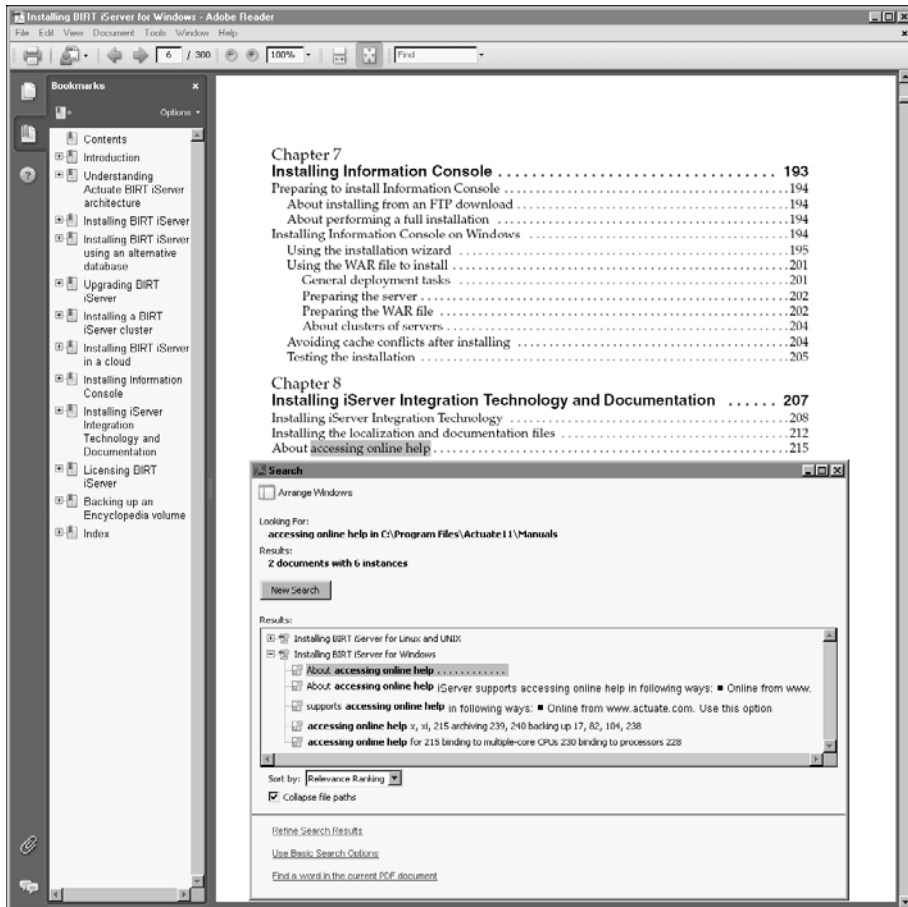 Installing BIRT iServer for Windows - Adobe Reader
File Edit View Document Tools Window Help
6 / 300 100% Find
Bookmarks
Options
Contents
Introduction
Understanding
Actuate BIRT iServer
architecture
Installing BIRT iServer
Installing BIRT iServer
using an alternative
database
Upgrading BIRT
iServer
Installing a BIRT
iServer cluster
Installing BIRT iServer
in a cloud
Installing Information
Console
Installing iServer
Integration
Technology and
Documentation
Licensing BIRT
iServer
Backing up an
Encyclopedia volume
Index
Chapter 7
Installing Information Console . . . . . . . . . . . . . . . . . . . . . . . . . . . . . 193
Preparing to install Information Console . . . . . . . . . . . . . . . . . . . . . . . . . . . . 194
About installing from an FTP download . . . . . . . . . . . . . . . . . . . . . . . . . . . . 194
About performing a full installation . . . . . . . . . . . . . . . . . . . . . . . . . . . . 194
Installing Information Console on Windows . . . . . . . . . . . . . . . . . . . . . . . . . . . . 194
Using the installation wizard . . . . . . . . . . . . . . . . . . . . . . . . . . . . 195
Using the WAR file to install . . . . . . . . . . . . . . . . . . . . . . . . . . . . 201
General deployment tasks . . . . . . . . . . . . . . . . . . . . . . . . . . . . 201
Preparing the server . . . . . . . . . . . . . . . . . . . . . . . . . . . . 202
Preparing the WAR file . . . . . . . . . . . . . . . . . . . . . . . . . . . . 202
About clusters of servers . . . . . . . . . . . . . . . . . . . . . . . . . . . . 204
Avoiding cache conflicts after installing . . . . . . . . . . . . . . . . . . . . . . . . . . . . 204
Testing the installation . . . . . . . . . . . . . . . . . . . . . . . . . . . . 205
Chapter 8
Installing iServer Integration Technology and Documentation . . . . . . 207
Installing iServer Integration Technology . . . . . . . . . . . . . . . . . . . . . . . . . . . . 208
Installing the localization and documentation files . . . . . . . . . . . . . . . . . . . . . . . . 212
About accessing online help . . . . . . . . . . . . . . . . . . . . . . . . . . . . 215
Search
Arrange Windows
Looking For:
accessing online help in C:\Program Files\Actuate11\Manuals
Results:
2 documents with 6 instances
New Search
Results:
Installing BIRT iServer for Linux and UNIX
Installing BIRT iServer for Windows
About accessing online help . . . . . . . . . . . .
About accessing online help iServer supports accessing online help in following ways: ■ Online from www.
supports accessing online help in following ways: ■ Online from www.actuate.com. Use this option
accessing online help x, xi, 215 archiving 239, 240 backing up 17, 82, 104, 238
accessing online help for 215 binding to multiple-core CPUs 230 binding to processors 228
Sort by: Relevance Ranking
Collapse file paths
Refine Search Results
Use Basic Search Options
Find a word in the current PDF document